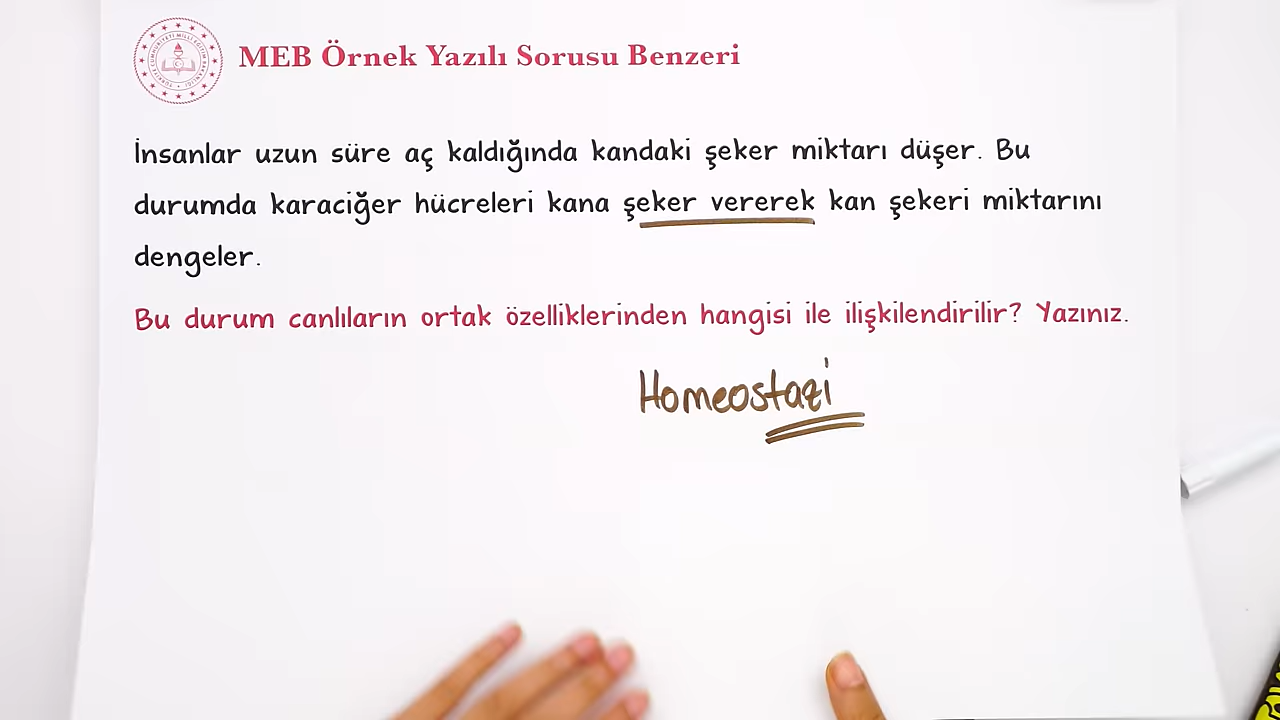 MEB Örnek Yazılı Sorusu Benzeri
İnsanlar uzun süre aç kaldığında kandaki şeker miktarı düşer. Bu
durumda karaciğer hücreleri kana şeker vererek kan şekeri miktarını
dengeler.
Bu durum canlıların ortak özelliklerinden hangisi ile ilişkilendirilir? Yazınız.
Homeostazi